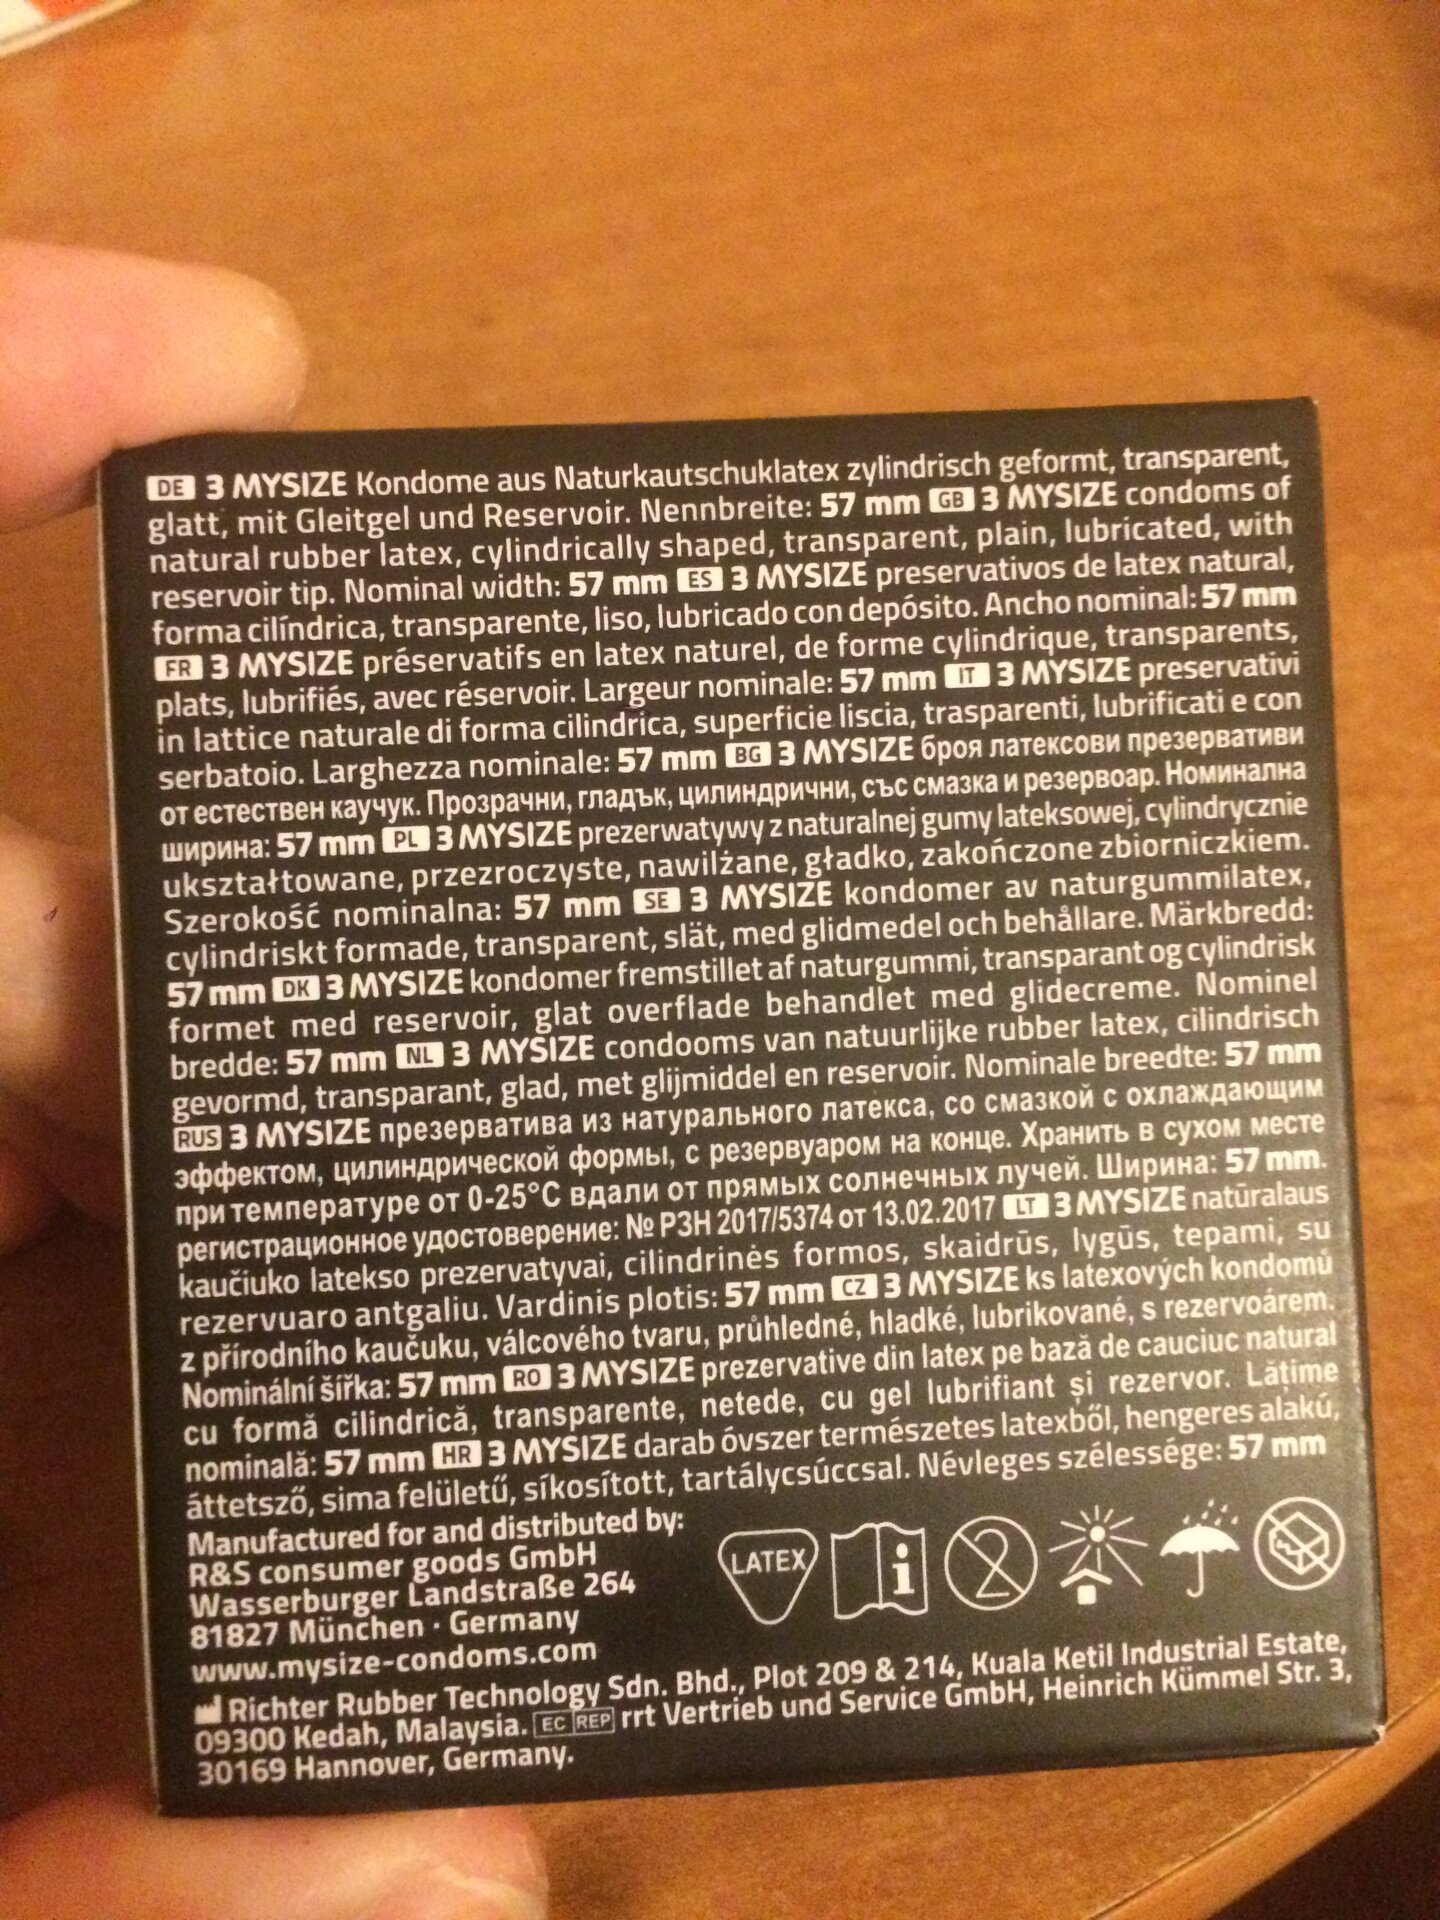 DE 3 MYSIZE Kondome aus Naturkautschuklatex zylindrisch geformt, transparent,
glatt, mit Gleitgel und Reservoir. Nennbreite: 57 mm GB 3 MYSIZE condoms of
natural rubber latex, cylindrically shaped, transparent, plain, lubricated, with
reservoir tip. Nominal width: 57 mm ES 3 MYSIZE preservativos de latex natural,
forma cilíndrica, transparente, liso, lubricado con depósito. Ancho nominal: 57 mm
FR 3 MYSIZE préservatifs en latex naturel, de forme cylindrique, transparents,
plats, lubrifiés, avec réservoir. Largeur nominale: 57 mm IT 3 MYSIZE preservativi
in lattice naturale di forma cilindrica, superficie liscia, trasparenti, lubrificati e con
serbatoio. Larghezza nominale: 57 mm BG 3 MYSIZE броя латексови презервативи
от естествен каучук. Прозрачни, гладък, цилиндрични, със смазка и резервоар. Номинална
ширина: 57 mm PL 3 MYSIZE prezerwatywy z naturalnej gumy lateksowej, cylindrycznie
ukształtowane, przezroczyste, nawilżane, gładko, zakończone zbiorniczkiem.
Szerokość nominalna: 57 mm SE 3 MYSIZE kondomer av naturgummilatex,
cylindriskt formade, transparent, slät, med glidmedel och behållare. Märkbredd:
57 mm DK 3 MYSIZE kondomer fremstillet af naturgummi, transparant og cylindrisk
formet med reservoir, glat overflade behandlet med glidecreme. Nominel
bredde: 57 mm NL 3 MYSIZE condooms van natuurlijke rubber latex, cilindrisch
gevormd, transparant, glad, met glijmiddel en reservoir. Nominale breedte: 57 mm
RUS 3 MYSIZE презерватива из натурального латекса, со смазкой с охлаждающим
эффектом, цилиндрической формы, с резервуаром на конце. Хранить в сухом месте
при температуре от 0-25°C вдали от прямых солнечных лучей. Ширина: 57 mm.
регистрационное удостоверение: № РЗН 2017/5374 от 13.02.2017 LT 3 MYSIZE natūralaus
kaučiuko latekso prezervatyvai, cilindrinės formos, skaidrūs, lygūs, tepami, su
rezervuaro antgaliu. Vardinis plotis: 57 mm CZ 3 MYSIZE ks latexových kondomů
z přírodního kaučuku, válcového tvaru, průhledné, hladké, lubrikované, s rezervoárem.
Nominální šířka: 57 mm RO 3 MYSIZE prezervative din latex pe bază de cauciuc natural
cu formă cilindrică, transparente, netede, cu gel lubrifiant și rezervor. Lățime
nominală: 57 mm HR 3 MYSIZE darab óvszer természetes latexből, hengeres alakú,
áttetsző, sima felületű, síkosított, tartálycsúccsal. Névleges szélessége: 57 mm
Manufactured for and distributed by:
R&S consumer goods GmbH
Wasserburger Landstraße 264
81827 München · Germany
www.mysize-condoms.com
LATEX i 2
Richter Rubber Technology Sdn. Bhd., Plot 209 & 214, Kuala Ketil Industrial Estate,
09300 Kedah, Malaysia. EC REP rrt Vertrieb und Service GmbH, Heinrich Kümmel Str. 3,
30169 Hannover, Germany.